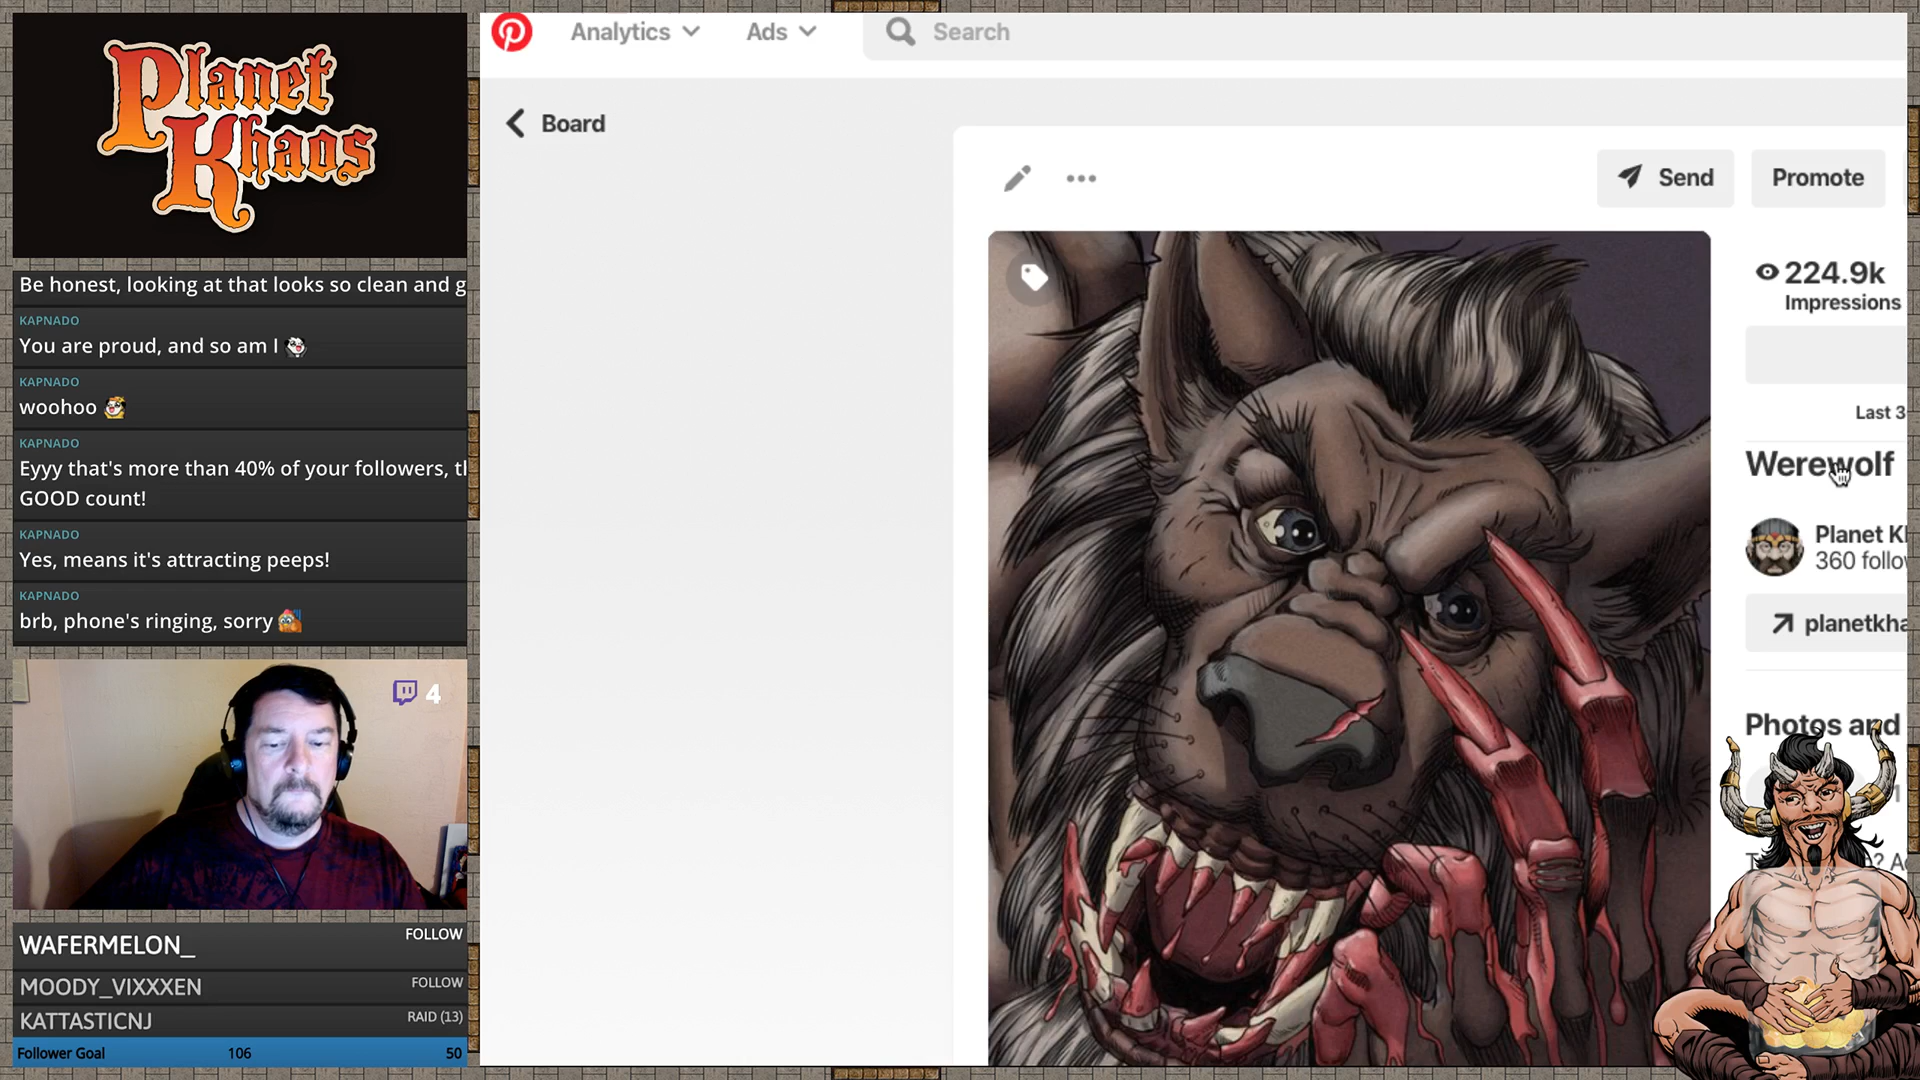 Planet
Khaos
Be honest, looking at that looks so clean and g
KAPNADO
You are proud, and so am I
KAPNADO
woohoo
KAPNADO
Eyyy that's more than 40% of your followers, tl
GOOD count!
KAPNADO
Yes, means it's attracting peeps!
KAPNADO
brb, phone's ringing, sorry
4
WAFERMELON_ FOLLOW
MOODY_VIXXXEN FOLLOW
KATTASTICNJ RAID (13)
Follower Goal 106 50
Analytics Ads Search
Board
Send Promote
224.9k
Impressions
Last 3
Werewolf
Planet Kl
360 follo
planetkha
Photos and